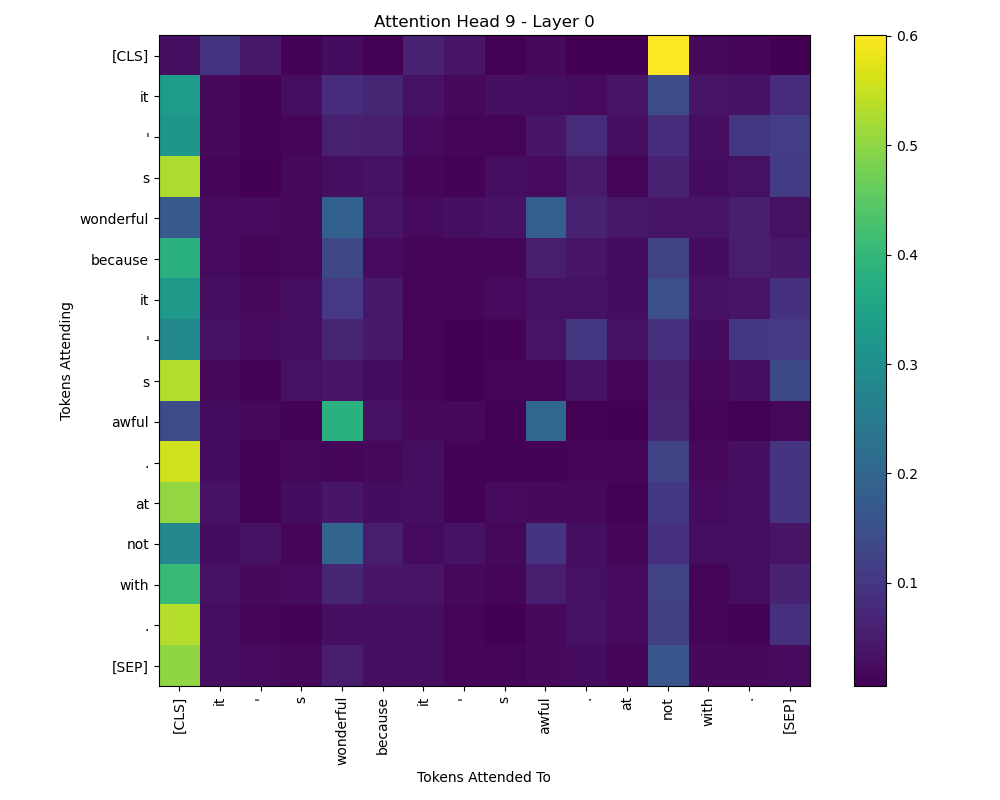 Attention Head 9 - Layer 0
[CLS]
it
'
s
wonderful
because
it
'
s
awful
.
at
not
with
.
[SEP]
Tokens Attending
[CLS]
it
'
s
wonderful
because
it
'
s
awful
.
at
not
with
.
[SEP]
Tokens Attended To
0.6
0.5
0.4
0.3
0.2
0.1